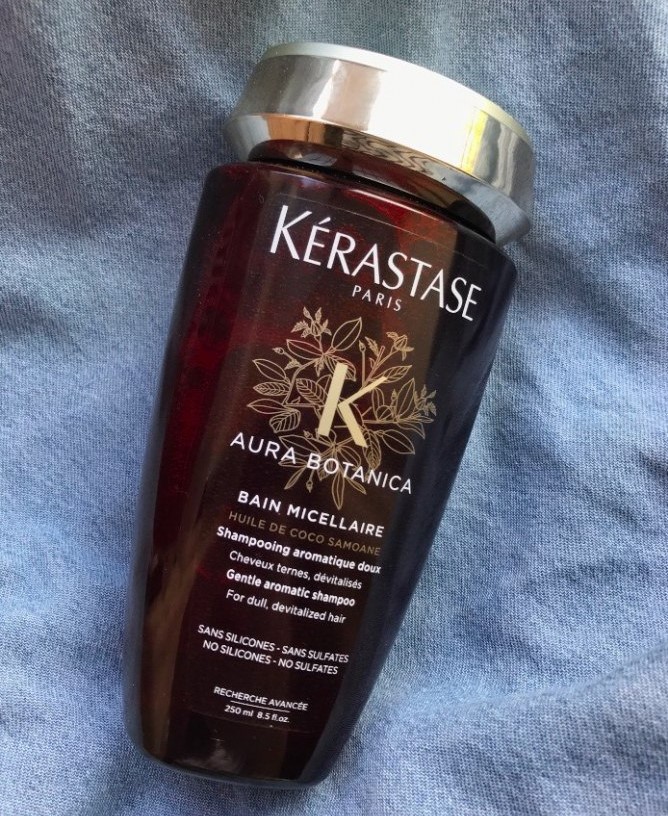 KÉRASTASE
PARIS
K
AURA BOTANICA
BAIN MICELLAIRE
HUILE DE COCO SAMOANE
Shampooing aromatique doux
Cheveux ternes, dévitalisés
Gentle aromatic shampoo
For dull, devitalized hair
SANS SILICONES - SANS SULFATES
NO SILICONES - NO SULFATES
RECHERCHE AVANCÉE
250 ml 8.5 fl.oz.